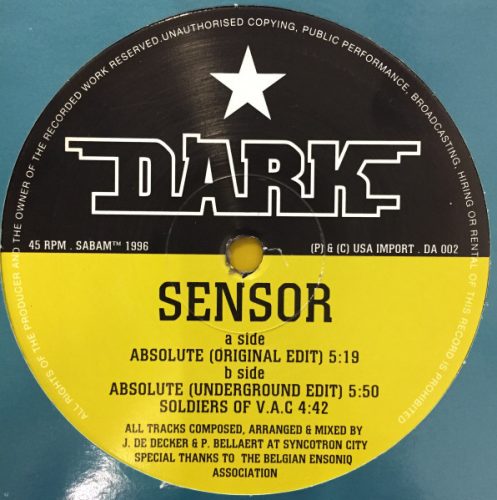 ALL RIGHTS OF THE PRODUCER AND THE OWNER OF THE RECORDED WORK RESERVED.UNAUTHORISED COPYING, PUBLIC PERFORMANCE, BROADCASTING, HIRING OR RENTAL OF THIS RECORD IS PROHIBITED
DARK
45 RPM . SABAM™ 1996 (P) & (C) USA IMPORT . DA 002
SENSOR
a side
ABSOLUTE (ORIGINAL EDIT) 5:19
b side
ABSOLUTE (UNDERGROUND EDIT) 5:50
SOLDIERS OF V.A.C 4:42
ALL TRACKS COMPOSED, ARRANGED & MIXED BY
J. DE DECKER & P. BELLAERT AT SYNCOTRON CITY
SPECIAL THANKS TO THE BELGIAN ENSONIQ
ASSOCIATION